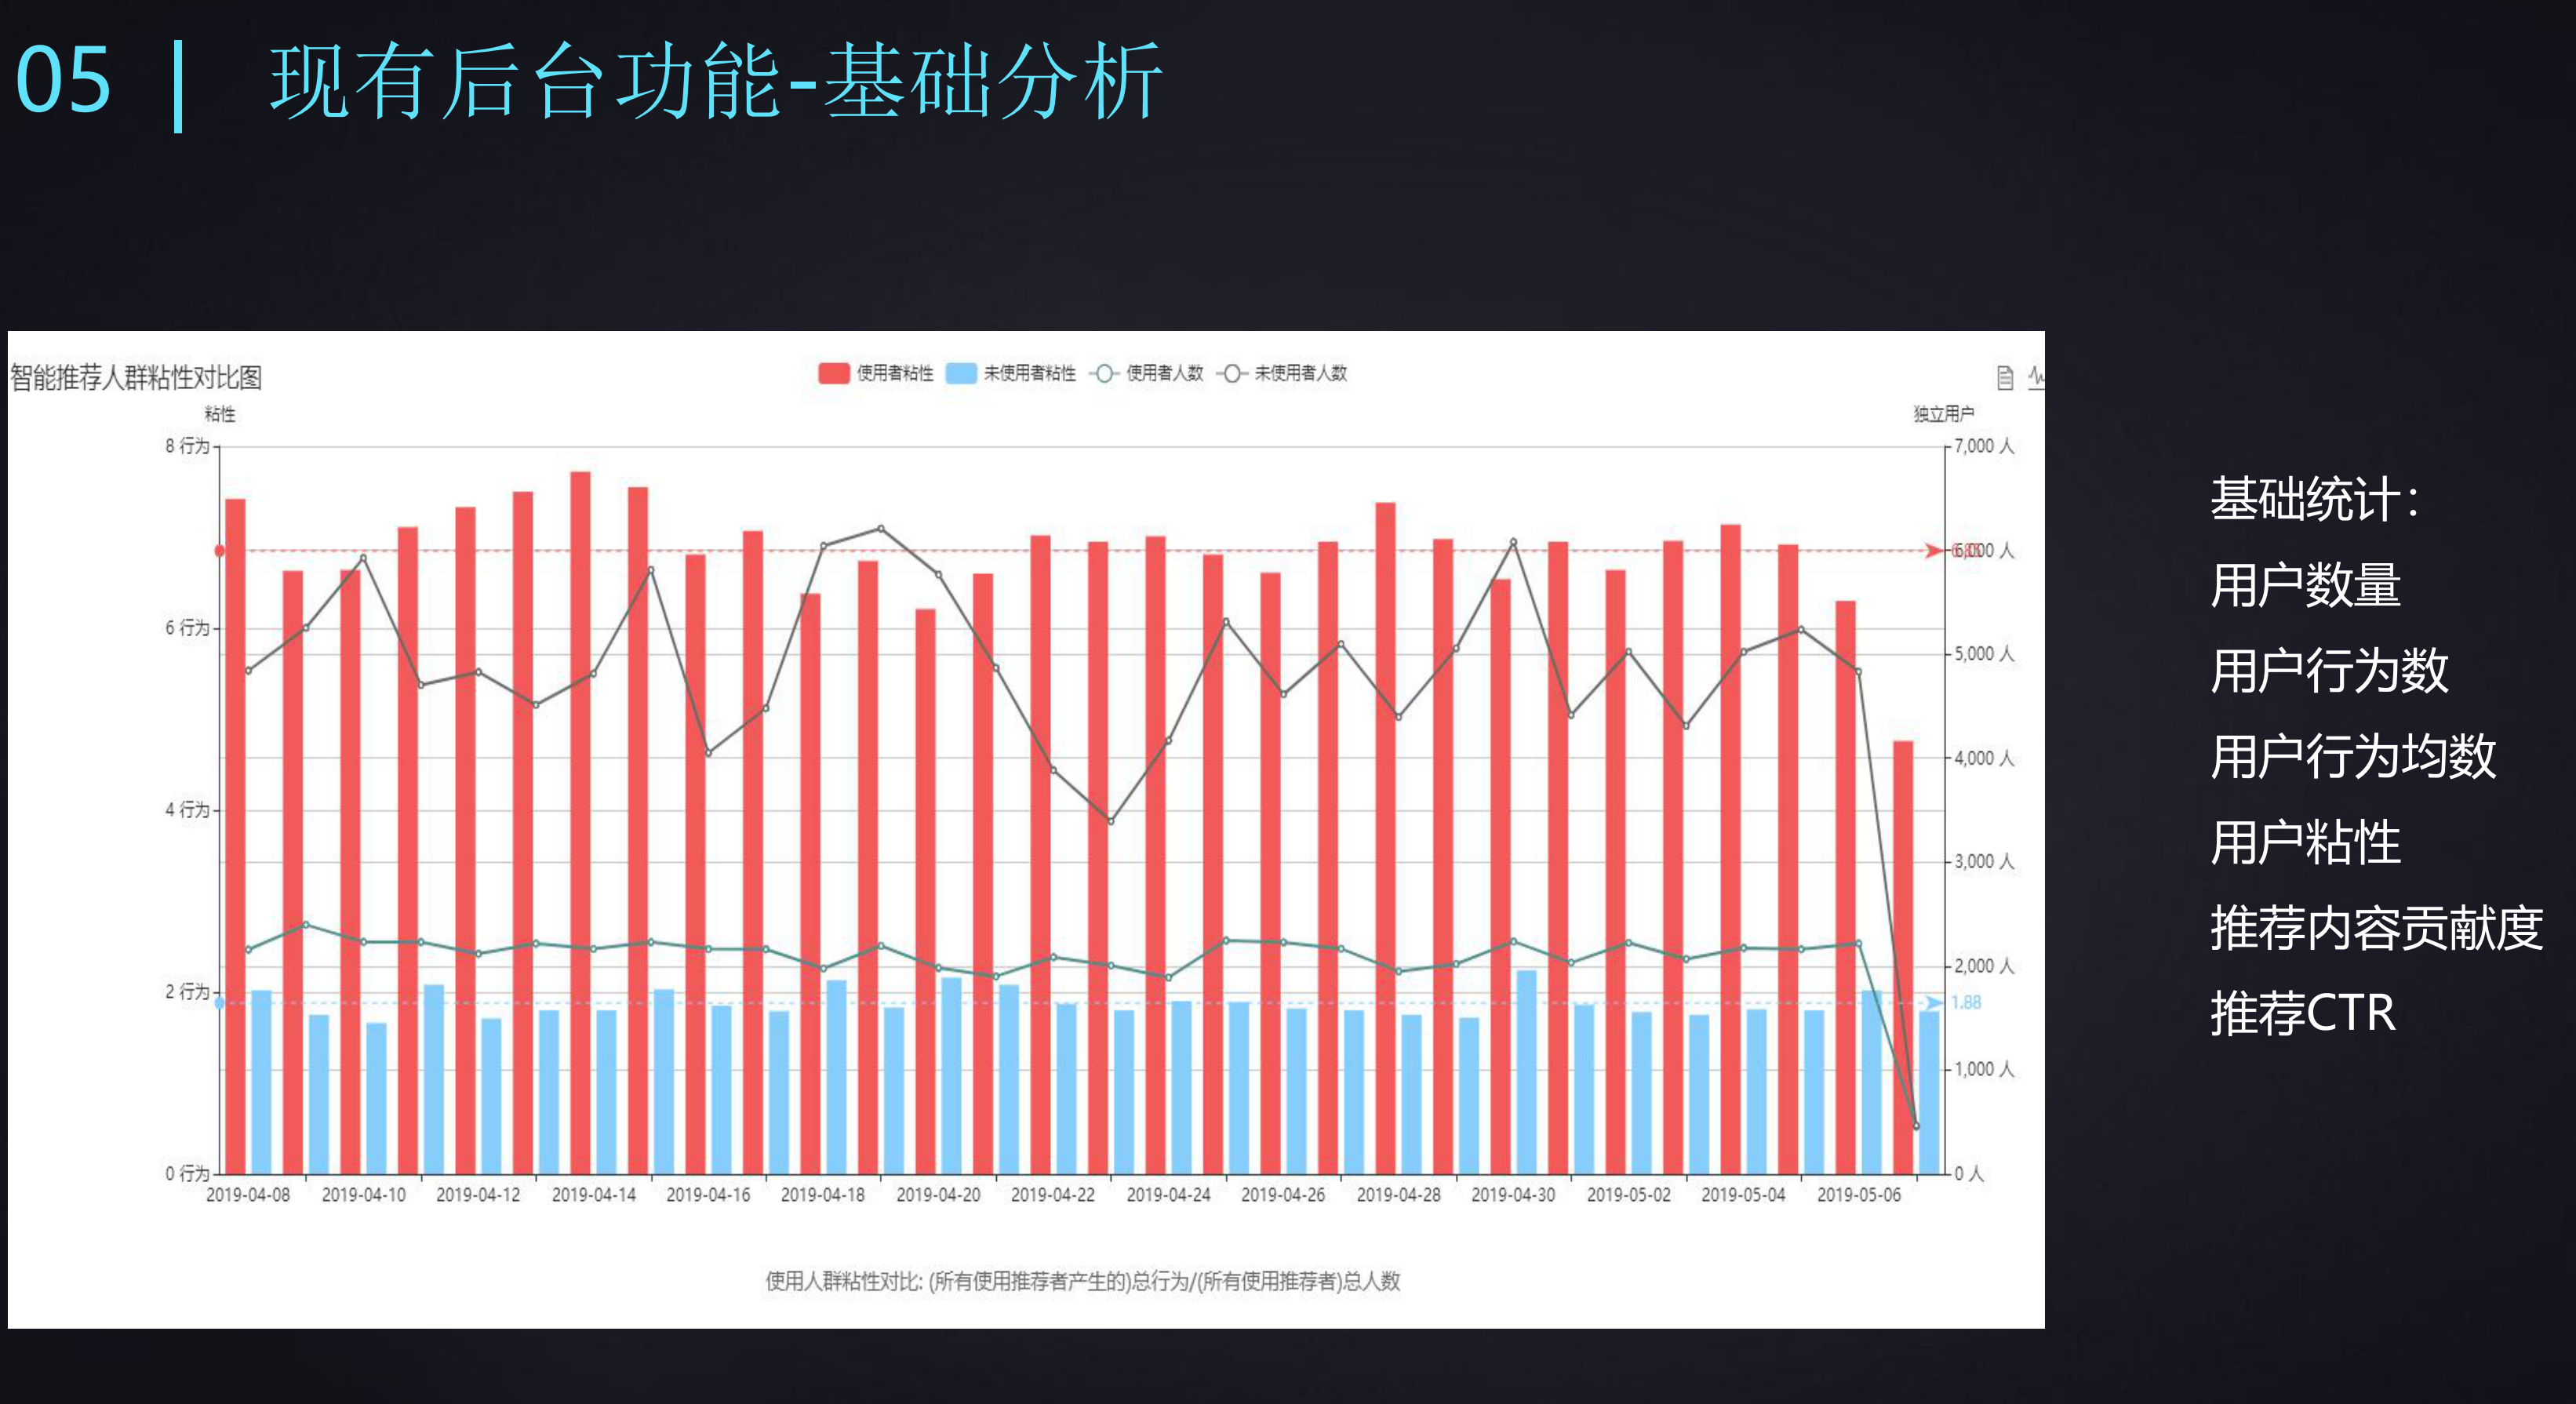 05 | 现有后台功能-基础分析
智能推荐人群粘性对比图
使用者粘性 未使用者粘性 使用者人数 未使用者人数
粘性 独立用户
8 行为 7,000 人
6,000 人
6 行为
5,000 人
4,000 人
4 行为
3,000 人
2,000 人
2 行为
1.88
1,000 人
0 行为 0 人
2019-04-08 2019-04-10 2019-04-12 2019-04-14 2019-04-16 2019-04-18 2019-04-20 2019-04-22 2019-04-24 2019-04-26 2019-04-28 2019-04-30 2019-05-02 2019-05-04 2019-05-06
使用人群粘性对比: (所有使用推荐者产生的)总行为/(所有使用推荐者)总人数
基础统计：
用户数量
用户行为数
用户行为均数
用户粘性
推荐内容贡献度
推荐CTR